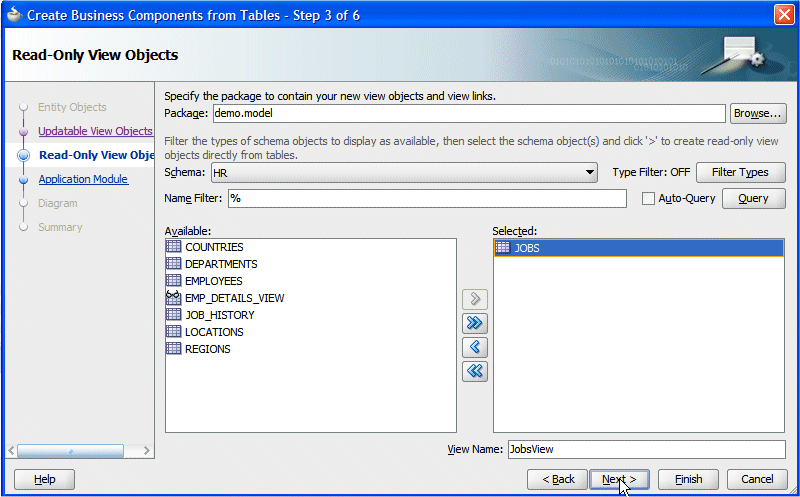 Create Business Components from Tables - Step 3 of 6
Read-Only View Objects
010101010101010101010101010101
0101010101010
Entity Objects
Updatable View Objects
Read-Only View Obje
Application Module
Diagram
Summary
Specify the package to contain your new view objects and view links.
Package: demo.model Browse...
Filter the types of schema objects to display as available, then select the schema object(s) and click '>' to create read-only view
objects directly from tables.
Schema: HR Type Filter: OFF Filter Types
Name Filter: % Auto-Query Query
Available: Selected:
COUNTRIES JOBS
DEPARTMENTS
EMPLOYEES
EMP_DETAILS_VIEW
JOB_HISTORY
LOCATIONS
REGIONS
View Name: JobsView
Help < Back Next > Finish Cancel